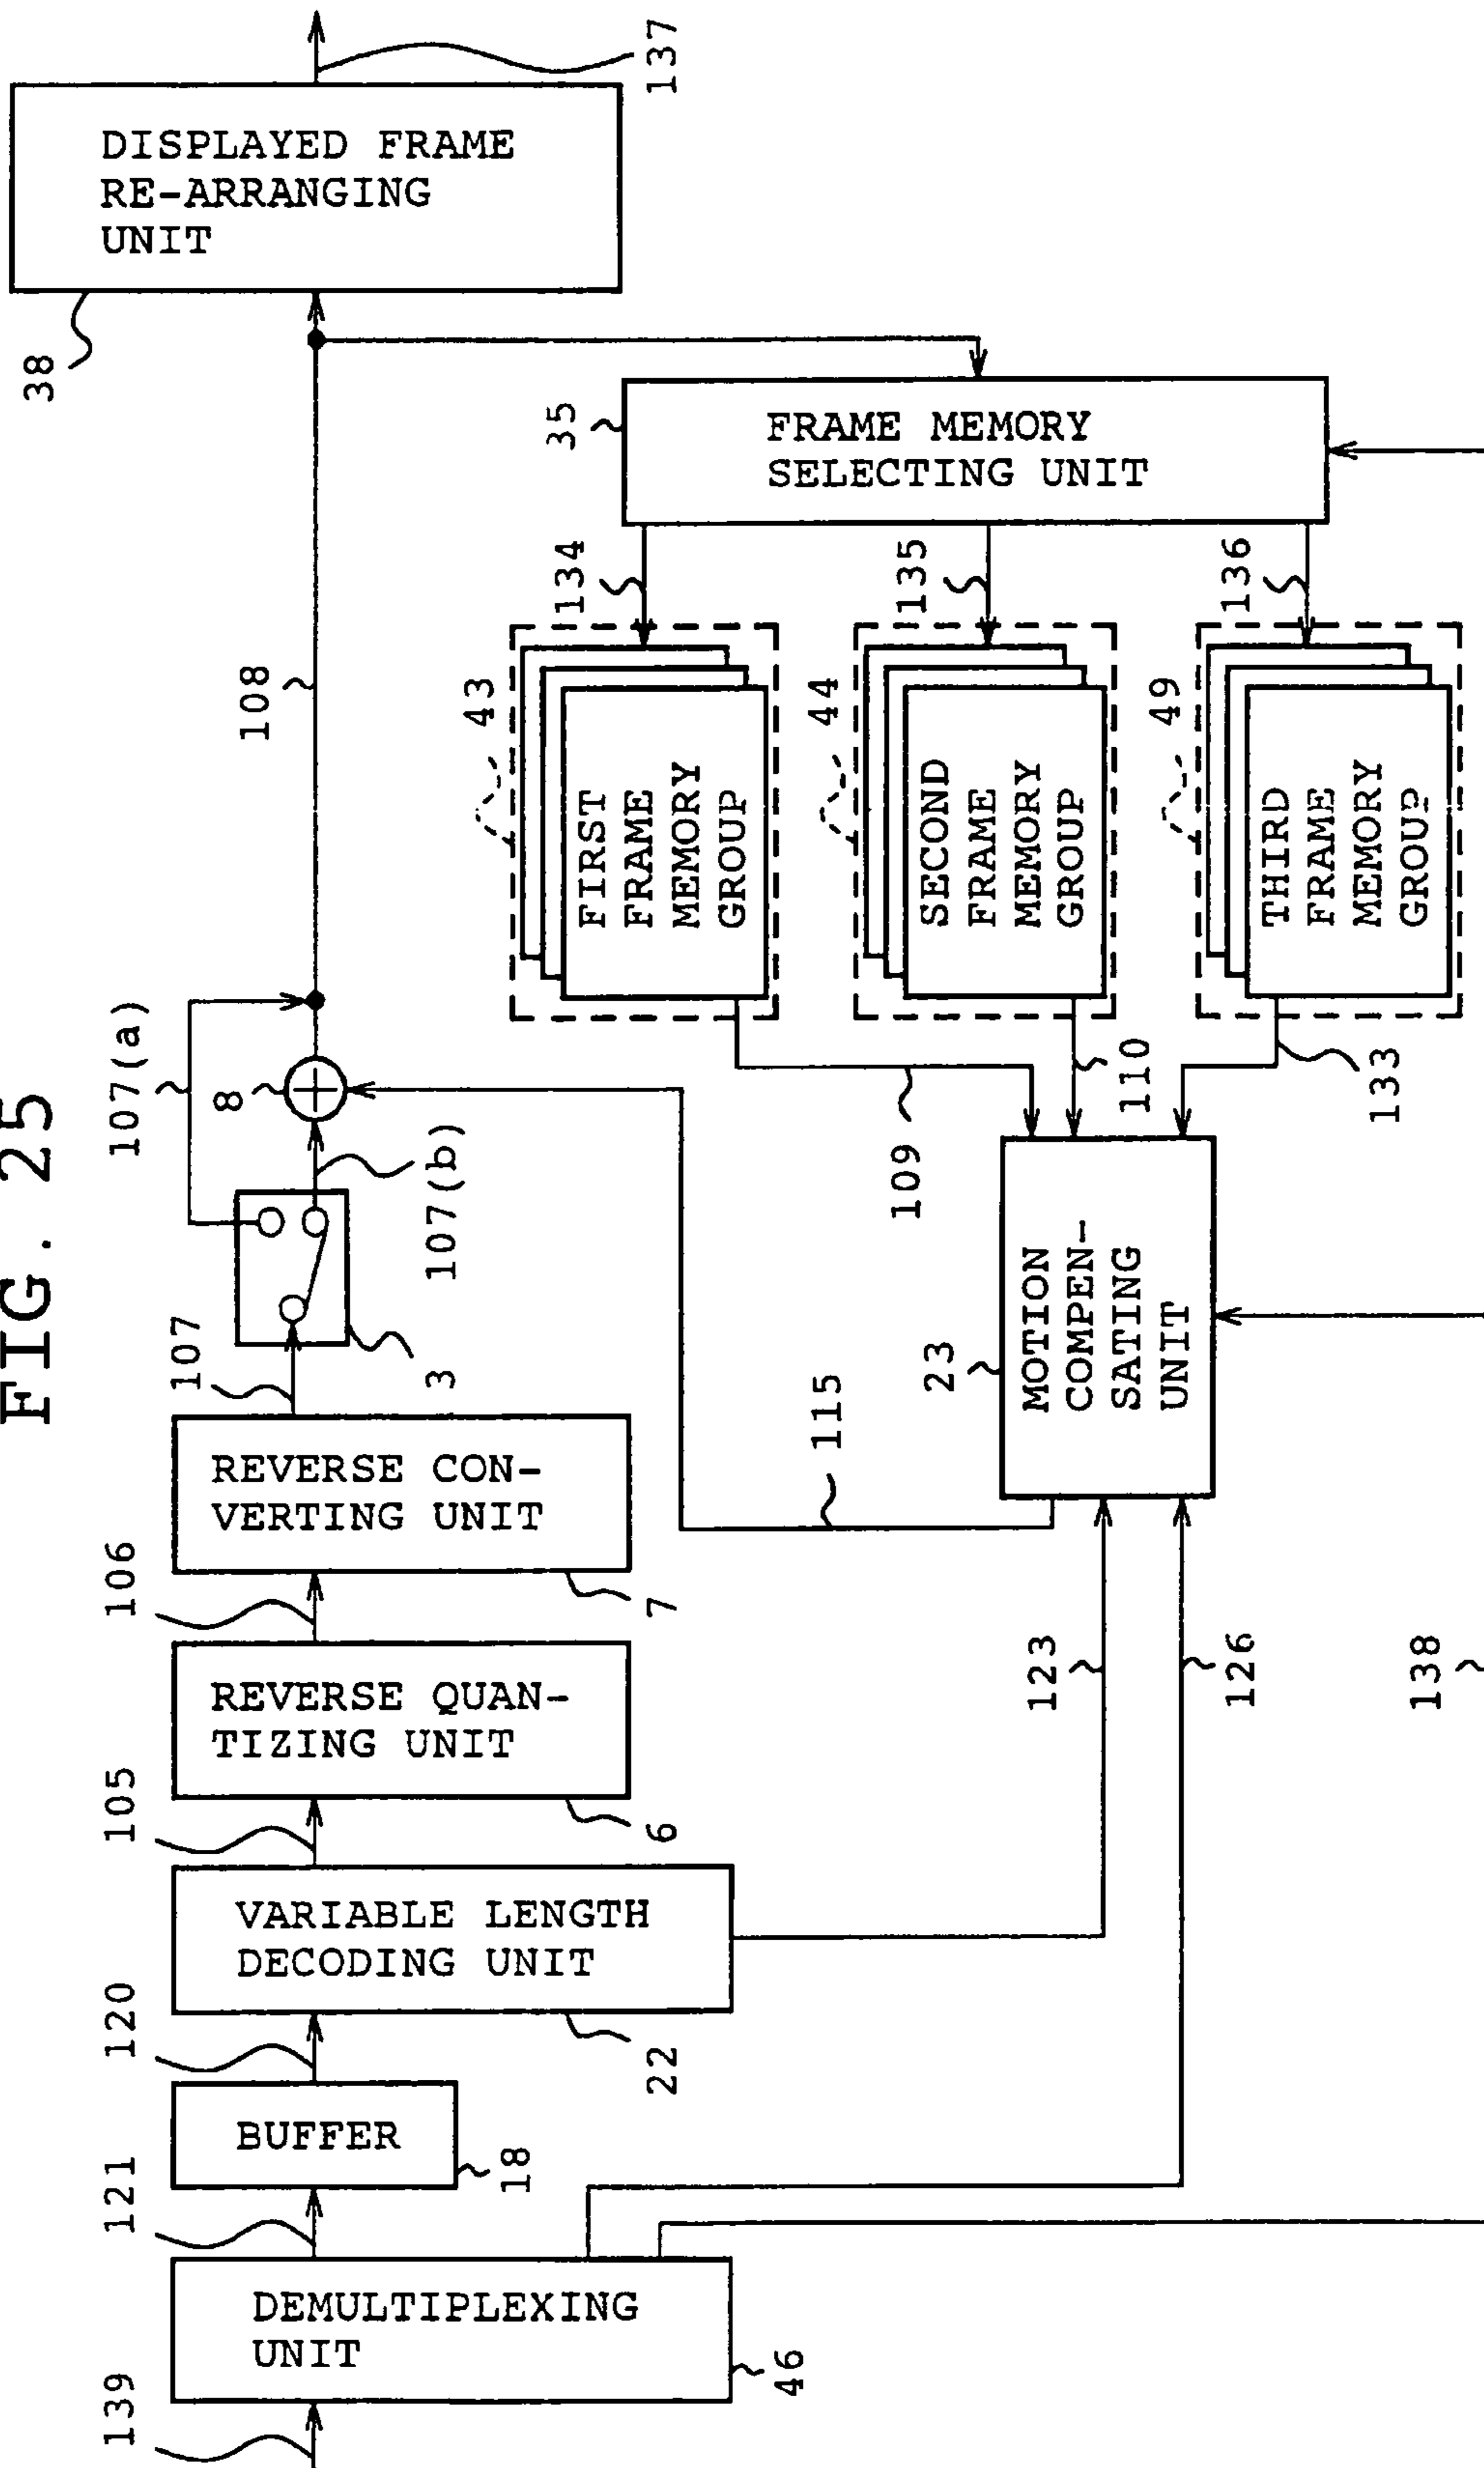 FIG. 25
139
DEMULTIPLEXING
UNIT
46
121
BUFFER
18
120
VARIABLE LENGTH
DECODING UNIT
22
105
REVERSE QUAN-
TIZING UNIT
6
106
REVERSE CON-
VERTING UNIT
7
107
3
107(a)
107(b)
8
108
38
DISPLAYED FRAME
RE-ARRANGING
UNIT
137
35
FRAME MEMORY
SELECTING UNIT
134
135
136
43
FIRST
FRAME
MEMORY
GROUP
44
SECOND
FRAME
MEMORY
GROUP
49
THIRD
FRAME
MEMORY
GROUP
109
110
133
23
MOTION
COMPEN-
SATING
UNIT
115
123
126
138